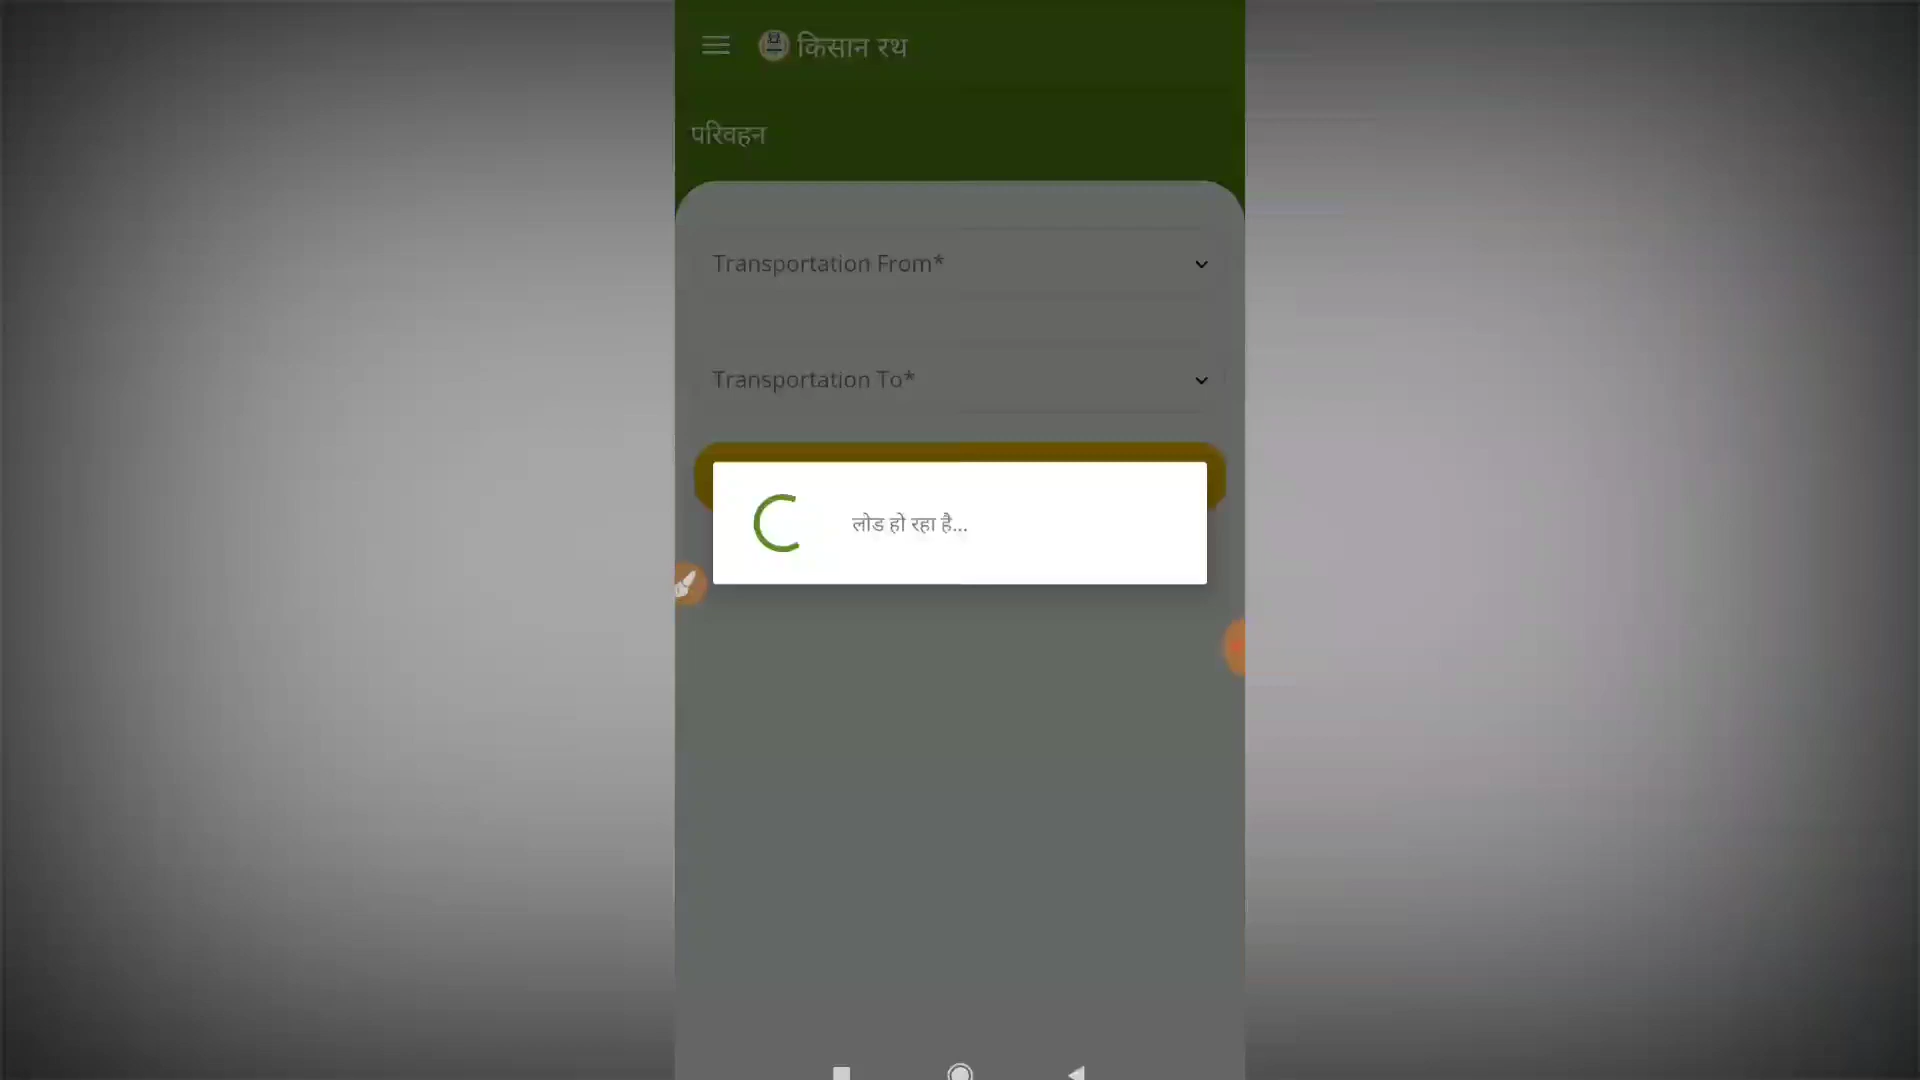 किसान रथ
परिवहन
Transportation From*
Transportation To*
लोड हो रहा है...